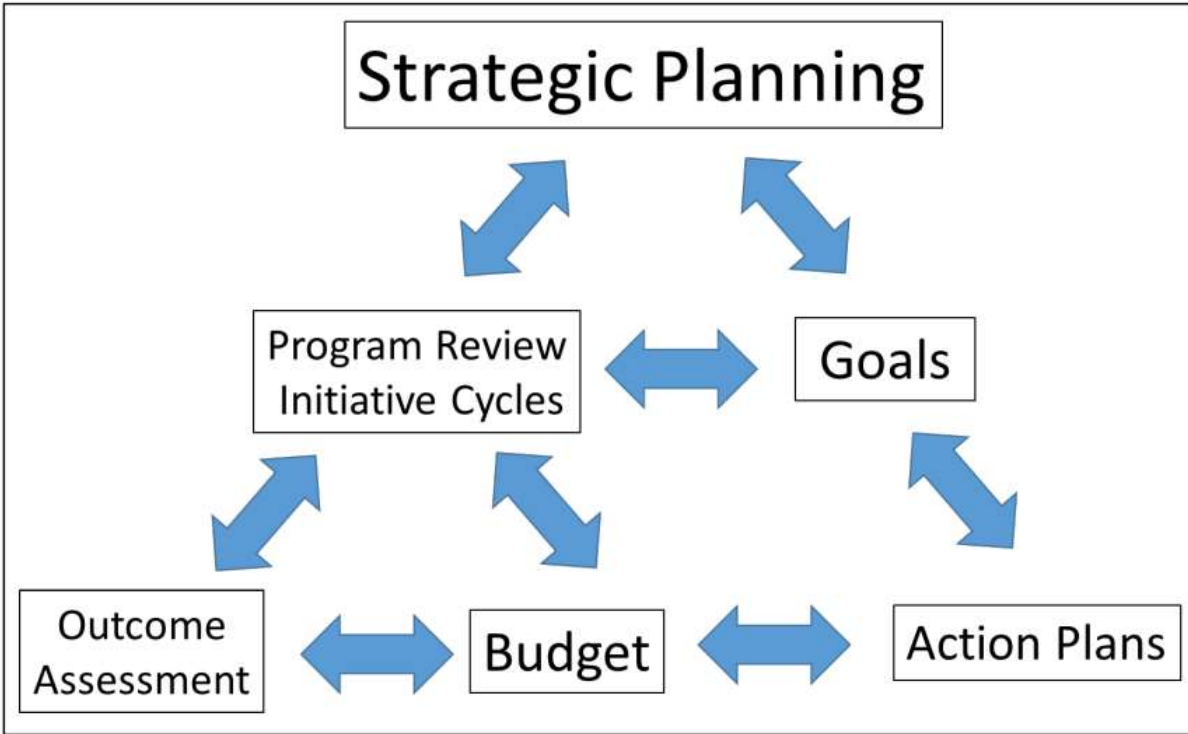 Strategic Planning
Program Review
Initiative Cycles
Goals
Outcome
Assessment
Budget
Action Plans